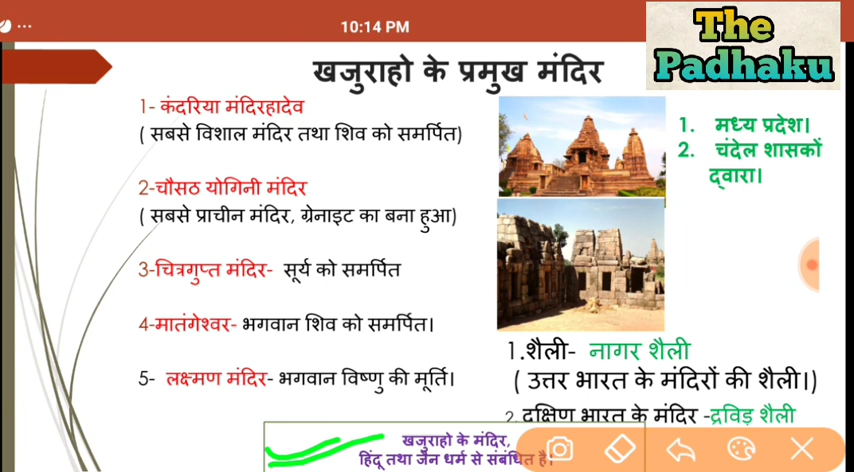 10:14 PM
The
Padhaku
खजुराहो के प्रमुख मंदिर
1- कंदरिया मंदिरहादेव
( सबसे विशाल मंदिर तथा शिव को समर्पित)
2-चौसठ योगिनी मंदिर
( सबसे प्राचीन मंदिर, ग्रेनाइट का बना हुआ)
3-चित्रगुप्त मंदिर- सूर्य को समर्पित
4-मातंगेश्वर- भगवान शिव को समर्पित।
5- लक्ष्मण मंदिर- भगवान विष्णु की मूर्ति।
1. मध्य प्रदेश।
2. चंदेल शासकों
द्वारा।
1.शैली- नागर शैली
( उत्तर भारत के मंदिरों की शैली।)
2. दक्षिण भारत के मंदिर -द्रविड़ शैली
खजुराहो के मंदिर,
हिंदू तथा जैन धर्म से संबंधित है।